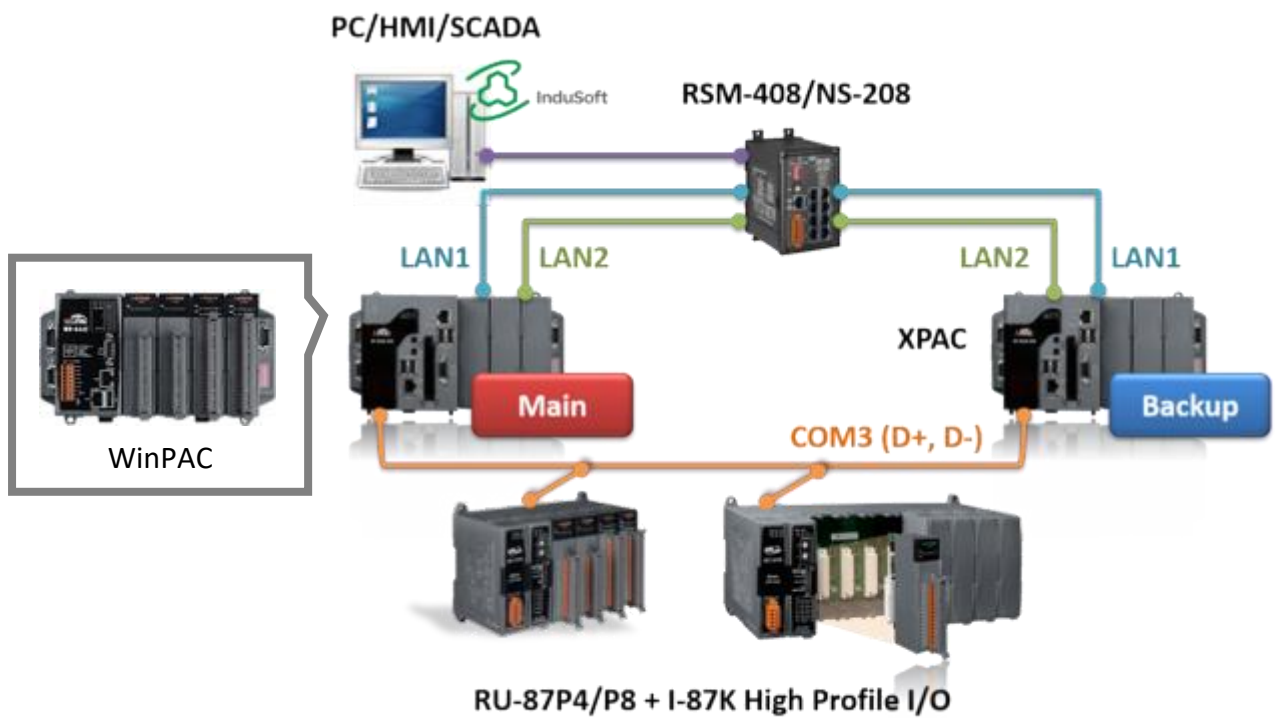 PC/HMI/SCADA
InduSoft
RSM-408/NS-208
LAN1
LAN2
LAN2
LAN1
XPAC
WinPAC
Main
Backup
COM3 (D+, D-)
RU-87P4/P8 + I-87K High Profile I/O